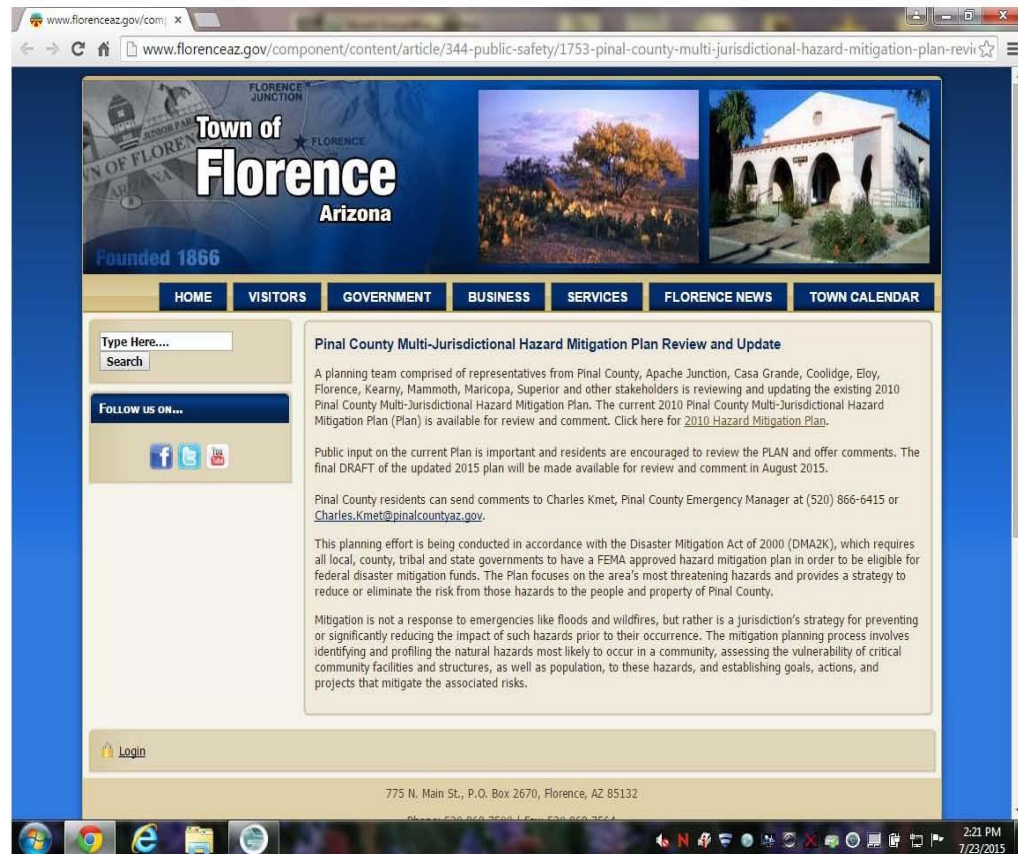 www.florenceaz.gov/com
www.florenceaz.gov/component/content/article/344-public-safety/1753-pinal-county-multi-jurisdictional-hazard-mitigation-plan-revi
FLORENCE
JUNCTION
FLORENCE
Town of
Florence
Arizona
Founded 1866
HOME
VISITORS
GOVERNMENT
BUSINESS
SERVICES
FLORENCE NEWS
TOWN CALENDAR
Type Here....
Search
FOLLOW US ON...
Pinal County Multi-Jurisdictional Hazard Mitigation Plan Review and Update
A planning team comprised of representatives from Pinal County, Apache Junction, Casa Grande, Coolidge, Eloy,
Florence, Kearny, Mammoth, Maricopa, Superior and other stakeholders is reviewing and updating the existing 2010
Pinal County Multi-Jurisdictional Hazard Mitigation Plan. The current 2010 Pinal County Multi-Jurisdictional Hazard
Mitigation Plan (Plan) is available for review and comment. Click here for 2010 Hazard Mitigation Plan.
Public input on the current Plan is important and residents are encouraged to review the PLAN and offer comments. The
final DRAFT of the updated 2015 plan will be made available for review and comment in August 2015.
Pinal County residents can send comments to Charles Kmet, Pinal County Emergency Manager at (520) 866-6415 or
Charles.Kmet@pinalcountyaz.gov.
This planning effort is being conducted in accordance with the Disaster Mitigation Act of 2000 (DMA2K), which requires
all local, county, tribal and state governments to have a FEMA approved hazard mitigation plan in order to be eligible for
federal disaster mitigation funds. The Plan focuses on the area's most threatening hazards and provides a strategy to
reduce or eliminate the risk from those hazards to the people and property of Pinal County.
Mitigation is not a response to emergencies like floods and wildfires, but rather is a jurisdiction's strategy for preventing
or significantly reducing the impact of such hazards prior to their occurrence. The mitigation planning process involves
identifying and profiling the natural hazards most likely to occur in a community, assessing the vulnerability of critical
community facilities and structures, as well as population, to these hazards, and establishing goals, actions, and
projects that mitigate the associated risks.
Login
775 N. Main St., P.O. Box 2670, Florence, AZ 85132
2:21 PM
7/23/2015